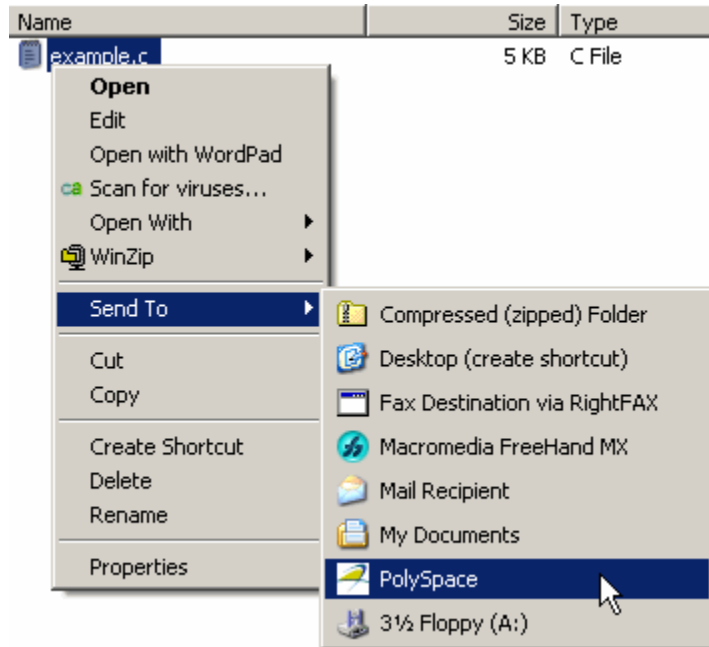 Name Size Type
example.c 5 KB C File
Open
Edit
Open with WordPad
ca Scan for viruses...
Open With
WinZip
Send To
Cut
Copy
Create Shortcut
Delete
Rename
Properties
Compressed (zipped) Folder
Desktop (create shortcut)
Fax Destination via RightFAX
Macromedia FreeHand MX
Mail Recipient
My Documents
PolySpace
3½ Floppy (A:)